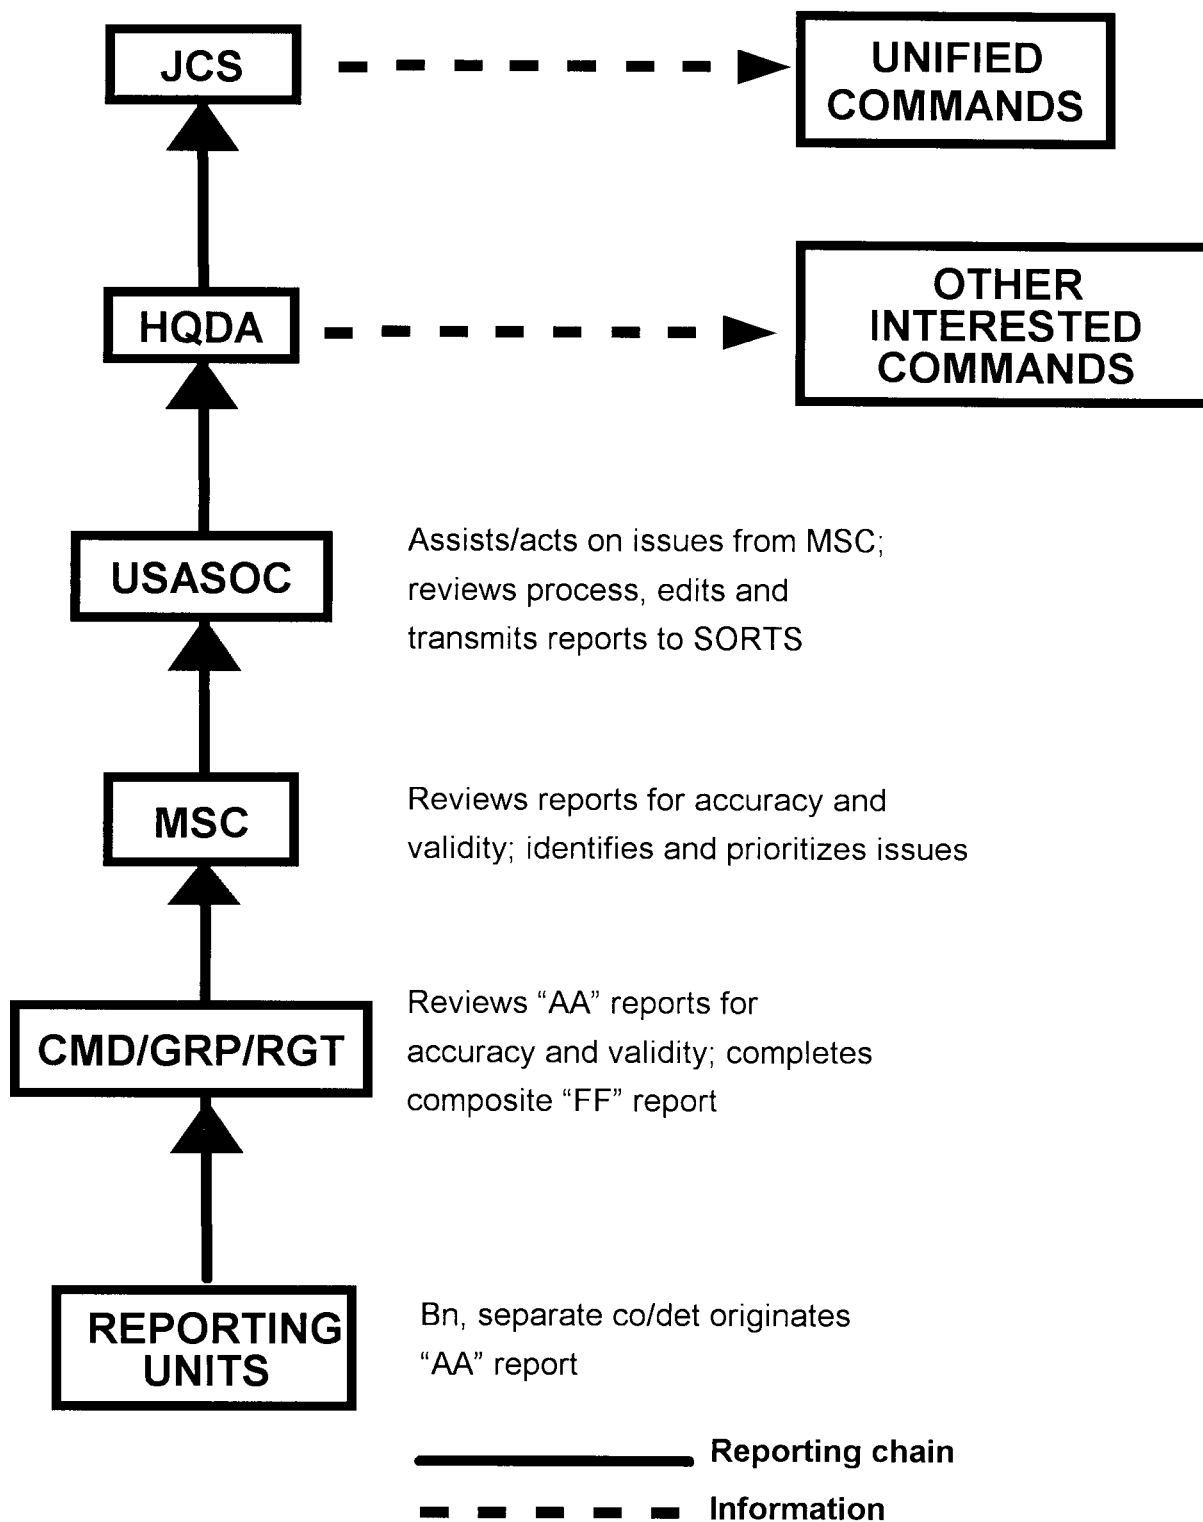 JCS
UNIFIED
COMMANDS
HQDA
OTHER
INTERESTED
COMMANDS
USASOC
Assists/acts on issues from MSC;
reviews process, edits and
transmits reports to SORTS
MSC
Reviews reports for accuracy and
validity; identifies and prioritizes issues
CMD/GRP/RGT
Reviews “AA” reports for
accuracy and validity; completes
composite “FF” report
REPORTING
UNITS
Bn, separate co/det originates
“AA” report
Reporting chain
Information